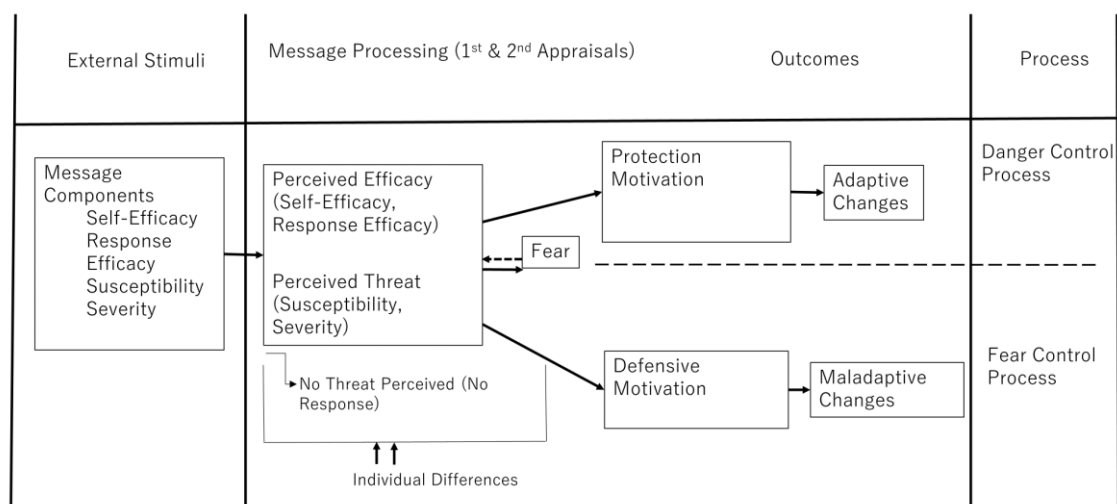 External Stimuli
Message Processing (1st & 2nd Appraisals)
Outcomes
Process
Message
Components
Self-Efficacy
Response
Efficacy
Susceptibility
Severity
Perceived Efficacy
(Self-Efficacy,
Response Efficacy)
Perceived Threat
(Susceptibility,
Severity)
Fear
Protection
Motivation
Adaptive
Changes
Danger Control
Process
No Threat Perceived (No
Response)
Individual Differences
Defensive
Motivation
Maladaptive
Changes
Fear Control
Process